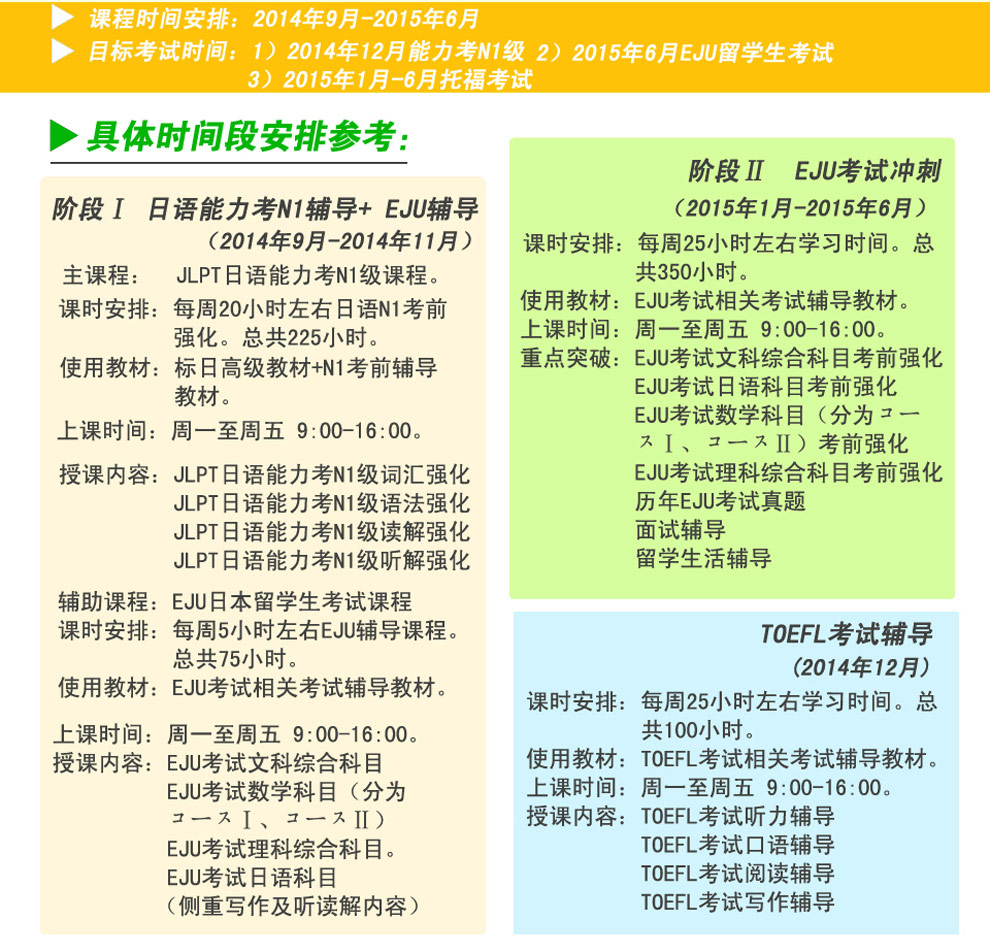 ▶ 课程时间安排：2014年9月-2015年6月
▶ 目标考试时间：1）2014年12月能力考N1级 2）2015年6月EJU留学生考试
3）2015年1月-6月托福考试
▶具体时间段安排参考：
阶段Ⅰ 日语能力考N1辅导+ EJU辅导
（2014年9月-2014年11月）
主课程： JLPT日语能力考N1级课程。
课时安排：每周20小时左右日语N1考前
强化。总共225小时。
使用教材：标日高级教材+N1考前辅导
教材。
上课时间：周一至周五 9:00-16:00。
授课内容：JLPT日语能力考N1级词汇强化
JLPT日语能力考N1级语法强化
JLPT日语能力考N1级读解强化
JLPT日语能力考N1级听解强化
辅助课程：EJU日本留学生考试课程
课时安排：每周5小时左右EJU辅导课程。
总共75小时。
使用教材：EJU考试相关考试辅导教材。
上课时间：周一至周五 9:00-16:00。
授课内容：EJU考试文科综合科目
EJU考试数学科目（分为
コースⅠ、コースⅡ）
EJU考试理科综合科目。
EJU考试日语科目
（侧重写作及听读解内容）
阶段Ⅱ EJU考试冲刺
（2015年1月-2015年6月）
课时安排：每周25小时左右学习时间。总
共350小时。
使用教材：EJU考试相关考试辅导教材。
上课时间：周一至周五 9:00-16:00。
重点突破：EJU考试文科综合科目考前强化
EJU考试日语科目考前强化
EJU考试数学科目（分为コー
スⅠ、コースⅡ）考前强化
EJU考试理科综合科目考前强化
历年EJU考试真题
面试辅导
留学生活辅导
TOEFL考试辅导
（2014年12月）
课时安排：每周25小时左右学习时间。总
共100小时。
使用教材：TOEFL考试相关考试辅导教材。
上课时间：周一至周五 9:00-16:00。
授课内容：TOEFL考试听力辅导
TOEFL考试口语辅导
TOEFL考试阅读辅导
TOEFL考试写作辅导